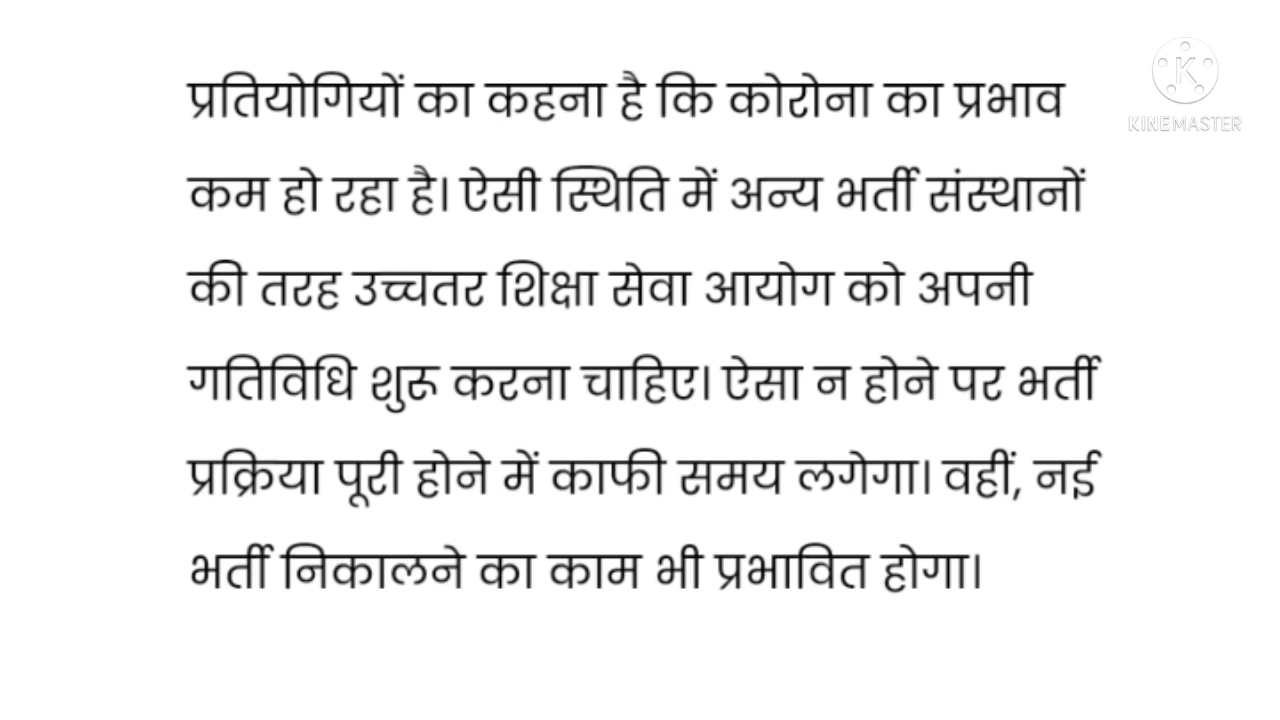 प्रतियोगियों का कहना है कि कोरोना का प्रभाव
कम हो रहा है। ऐसी स्थिति में अन्य भर्ती संस्थानों
की तरह उच्चतर शिक्षा सेवा आयोग को अपनी
गतिविधि शुरू करना चाहिए। ऐसा न होने पर भर्ती
प्रक्रिया पूरी होने में काफी समय लगेगा। वहीं, नई
भर्ती निकालने का काम भी प्रभावित होगा।
K
KINEMASTER